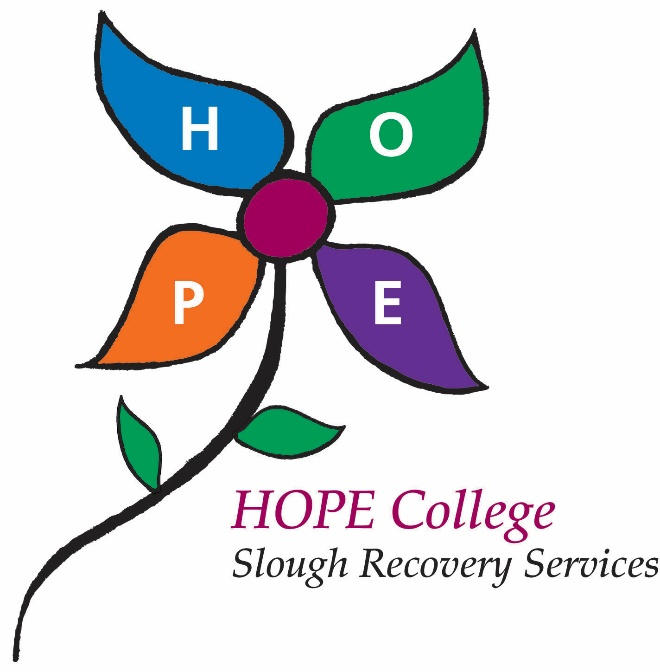 H O
P E
HOPE College
Slough Recovery Services